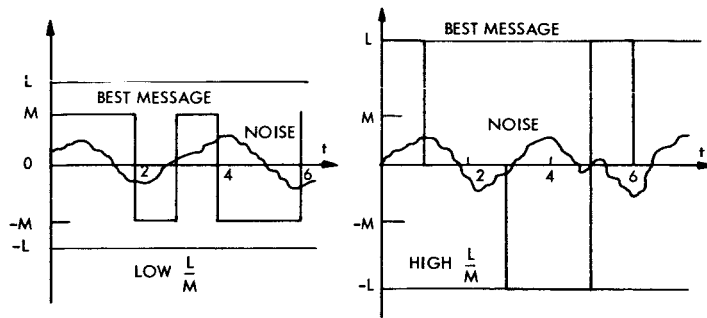 L
BEST MESSAGE
M
NOISE
t
0
2
4
6
-M
-L
LOW L/M
BEST MESSAGE
L
M
NOISE
t
2
4
6
-M
HIGH L/M
-L